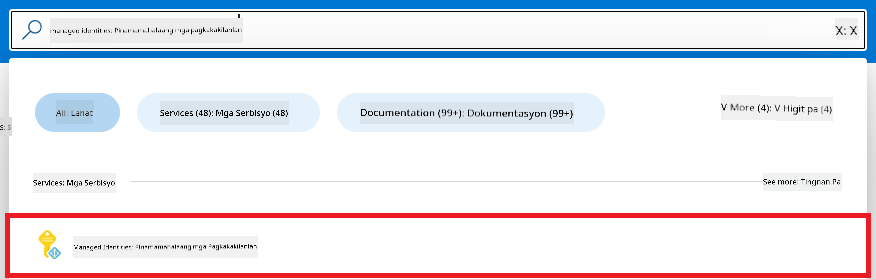 managed identities: Pinamamahalaang mga pagkakakilanlan
X: X
All: Lahat
Services (48): Mga Serbisyo (48)
Documentation (99+): Dokumentasyon (99+)
V More (4): V Higit pa (4)
Services: Mga Serbisyo
See more: Tingnan Pa
Managed Identities: Pinamamahalaang mga Pagkakakilanlan